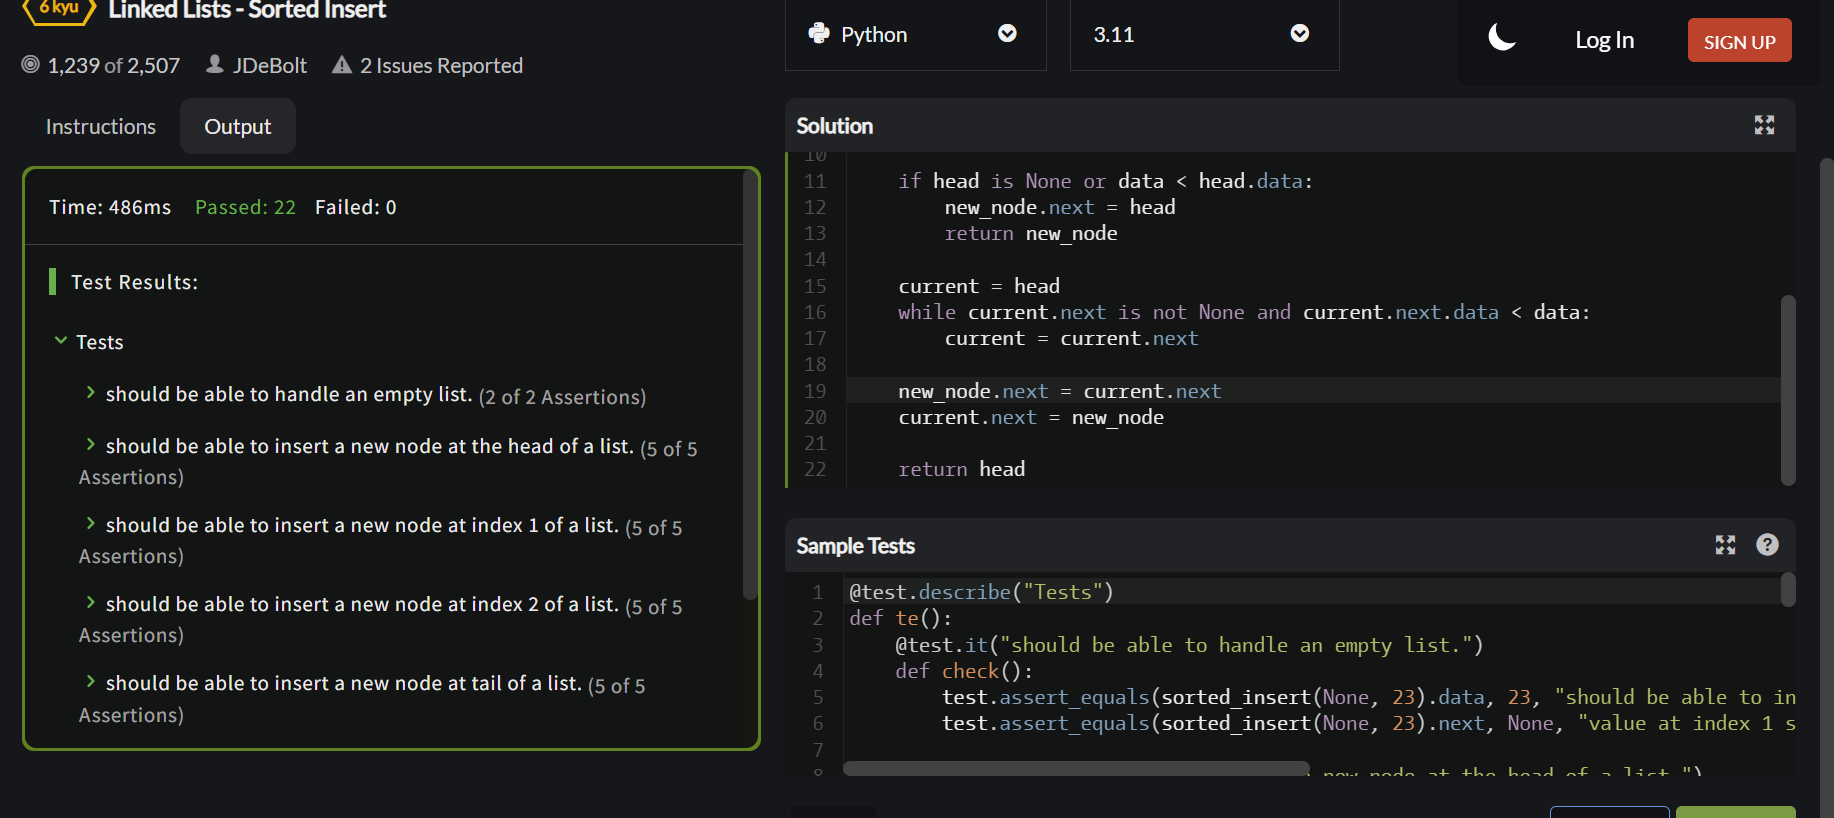 6 kyu
Linked Lists - Sorted Insert
1,239 of 2,507 JDeBolt 2 Issues Reported
Instructions Output
Time: 486ms Passed: 22 Failed: 0
Test Results:
Tests
should be able to handle an empty list. (2 of 2 Assertions)
should be able to insert a new node at the head of a list. (5 of 5
Assertions)
should be able to insert a new node at index 1 of a list. (5 of 5
Assertions)
should be able to insert a new node at index 2 of a list. (5 of 5
Assertions)
should be able to insert a new node at tail of a list. (5 of 5
Assertions)
Python
3.11
Log In
SIGN UP
Solution
10
11 if head is None or data < head.data:
12 new_node.next = head
13 return new_node
14
15 current = head
16 while current.next is not None and current.next.data < data:
17 current = current.next
18
19 new_node.next = current.next
20 current.next = new_node
21
22 return head
Sample Tests
1 @test.describe("Tests")
2 def te():
3 @test.it("should be able to handle an empty list.")
4 def check():
5 test.assert_equals(sorted_insert(None, 23).data, 23, "should be able to in
6 test.assert_equals(sorted_insert(None, 23).next, None, "value at index 1 s
7
8 new node at the head of a list.")